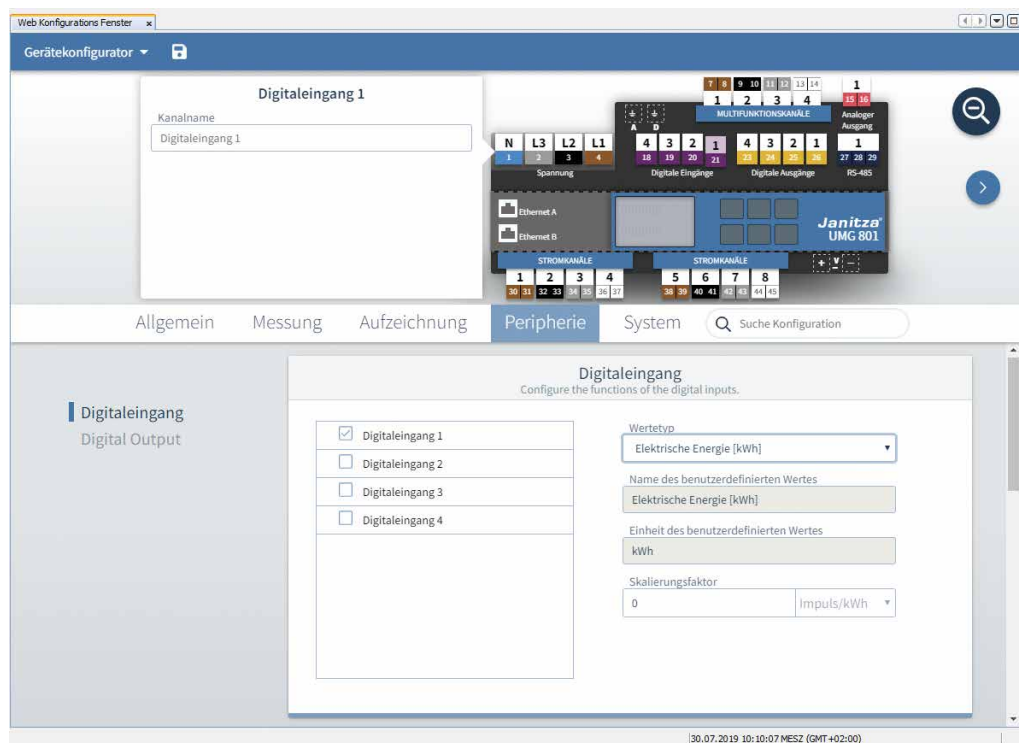 Web Konfigurations Fenster x
Gerätekonfigurator
Digitaleingang 1
Kanalname
Digitaleingang 1
7 8 9 10 11 12 13 14
1 2 3 4
MULTIFUNKTIONSKANÄLE
1
15 16
Analoger
Ausgang
A D
N L3 L2 L1
1 2 3 4
Spannung
4 3 2 1
18 19 20 21
Digitale Eingänge
4 3 2 1
23 24 25 26
Digitale Ausgänge
1
27 28 29
RS-485
Ethernet A
Ethernet B
Janitza®
UMG 801
STROMKANÄLE
1 2 3 4
30 31 32 33 34 35 36 37
STROMKANÄLE
5 6 7 8
38 39 40 41 42 43 44 45
+ V −
Allgemein Messung Aufzeichnung Peripherie System Suche Konfiguration
Digitaleingang
Digital Output
Digitaleingang
Configure the functions of the digital inputs.
Digitaleingang 1
Digitaleingang 2
Digitaleingang 3
Digitaleingang 4
Wertetyp
Elektrische Energie [kWh]
Name des benutzerdefinierten Wertes
Elektrische Energie [kWh]
Einheit des benutzerdefinierten Wertes
kWh
Skalierungsfaktor
0 Impuls/kWh
30.07.2019 10:10:07 MESZ (GMT+02:00)